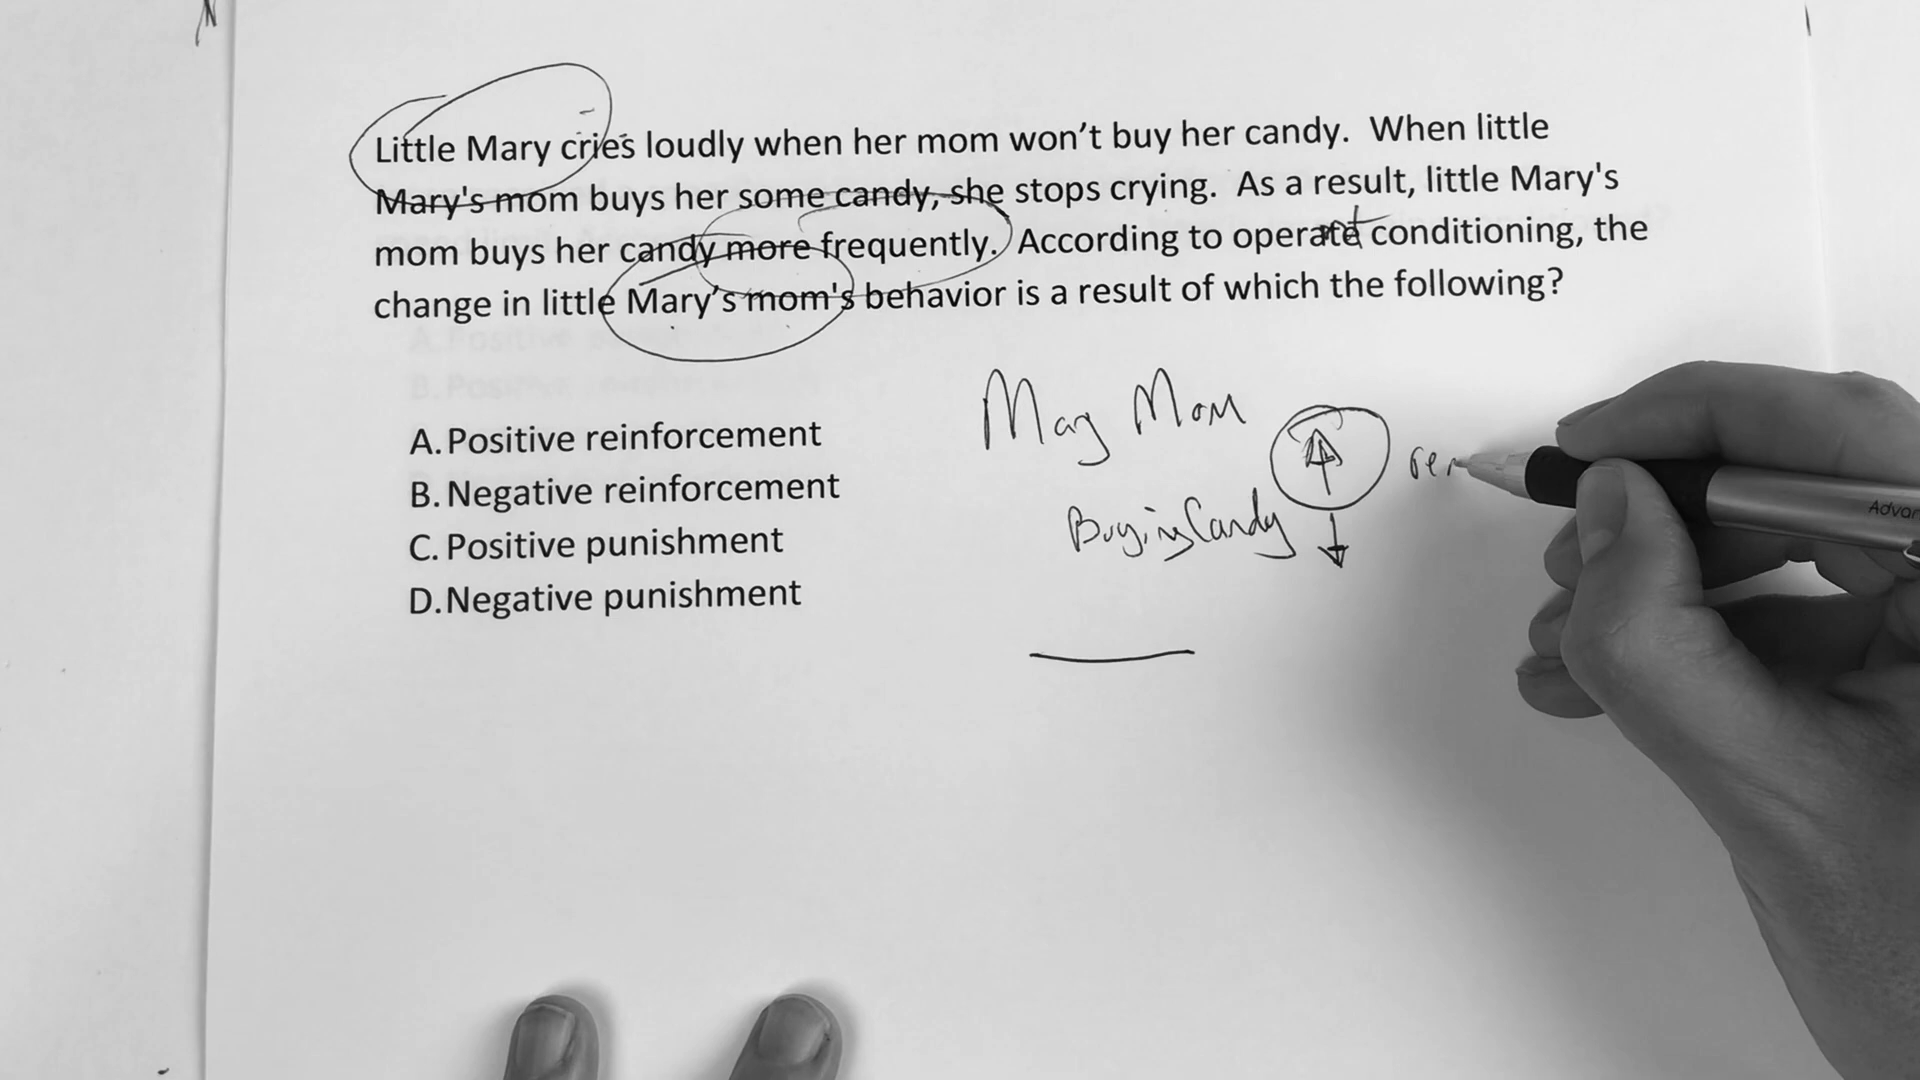 Little Mary cries loudly when her mom won't buy her candy. When little
Mary's mom buys her some candy, she stops crying. As a result, little Mary's
mom buys her candy more frequently. According to operant conditioning, the
change in little Mary's mom's behavior is a result of which the following?
A. Positive reinforcement
B. Negative reinforcement
C. Positive punishment
D. Negative punishment
Mary Mom
Buying Candy
rei
Advan